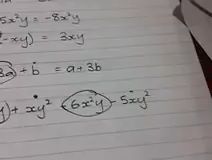 5x²y = -8x²y
(-xy) = 3xy
3a) + b = a + 3b
y) + xy² - 6x²y - 5xy²